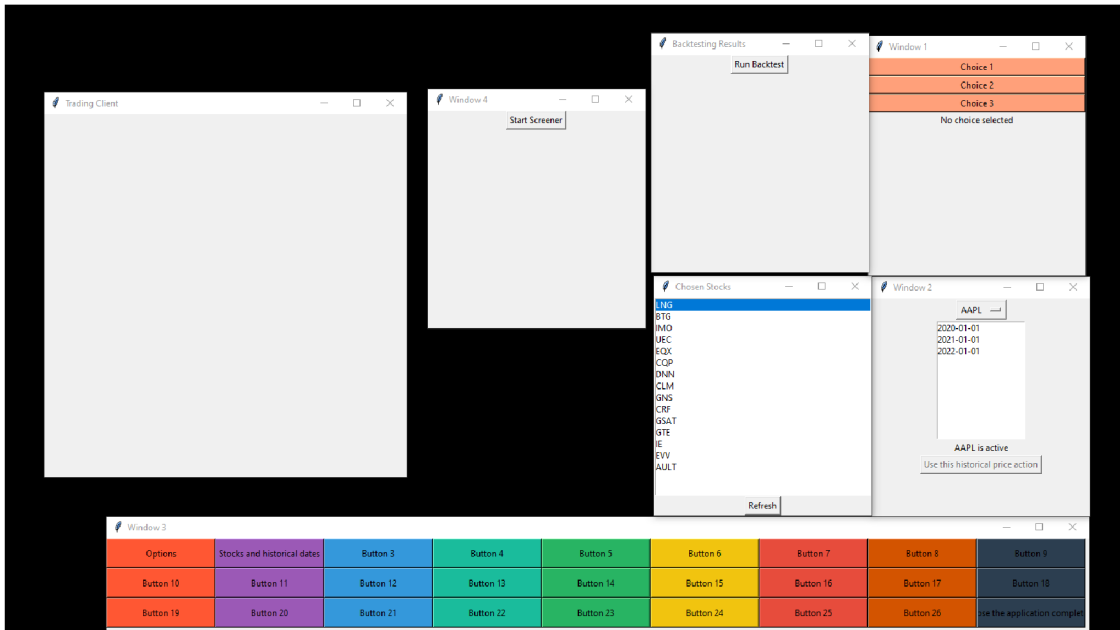 Trading Client
Window 4
Start Screener
Backtesting Results
Run Backtest
Window 1
Choice 1
Choice 2
Choice 3
No choice selected
Chosen Stocks
LNG
BTG
IMO
UEC
EQX
CQP
DNN
CLM
GNS
CRF
GSAT
GTE
IE
EVV
AULT
Refresh
Window 2
AAPL
2020-01-01
2021-01-01
2022-01-01
AAPL is active
Use this historical price action
Window 3
Options Stocks and historical dates Button 3 Button 4 Button 5 Button 6 Button 7 Button 8 Button 9
Button 10 Button 11 Button 12 Button 13 Button 14 Button 15 Button 16 Button 17 Button 18
Button 19 Button 20 Button 21 Button 22 Button 23 Button 24 Button 25 Button 26 ose the application complet